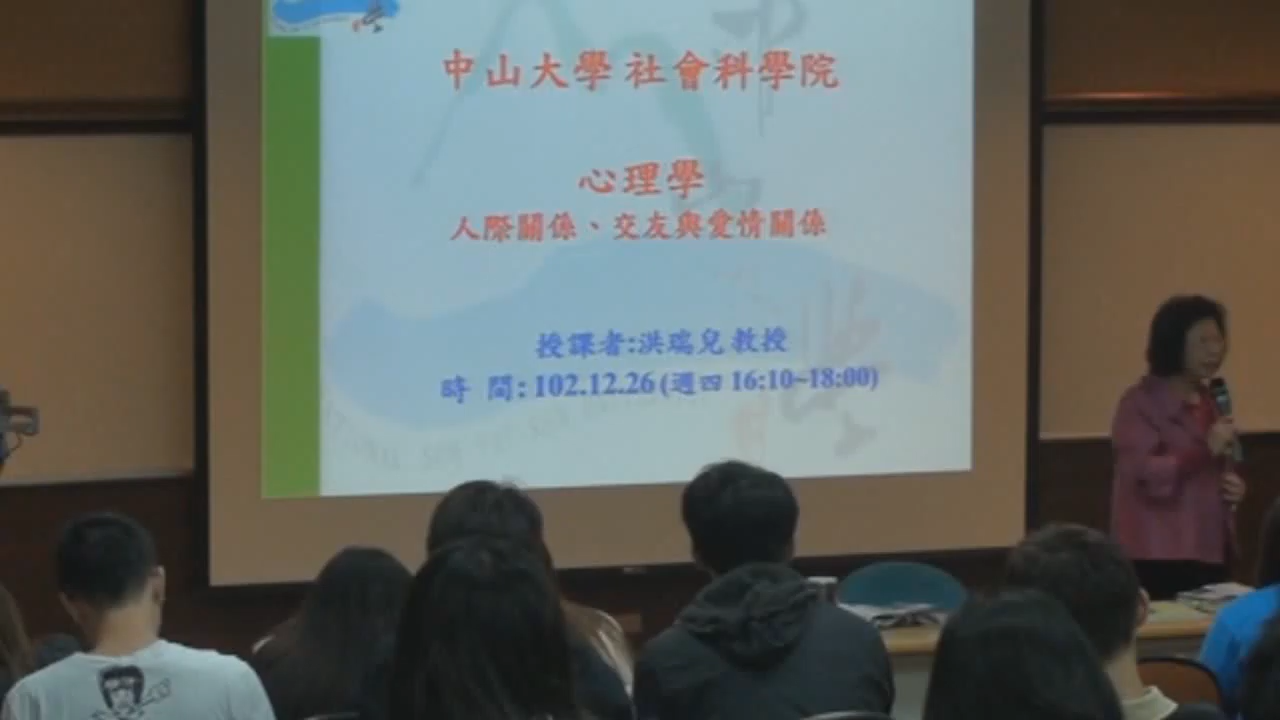 中山大學 社會科學院
心理學
人際關係、交友與愛情關係
授課者:洪瑞兒 教授
時 間: 102.12.26 (週四 16:10~18:00)